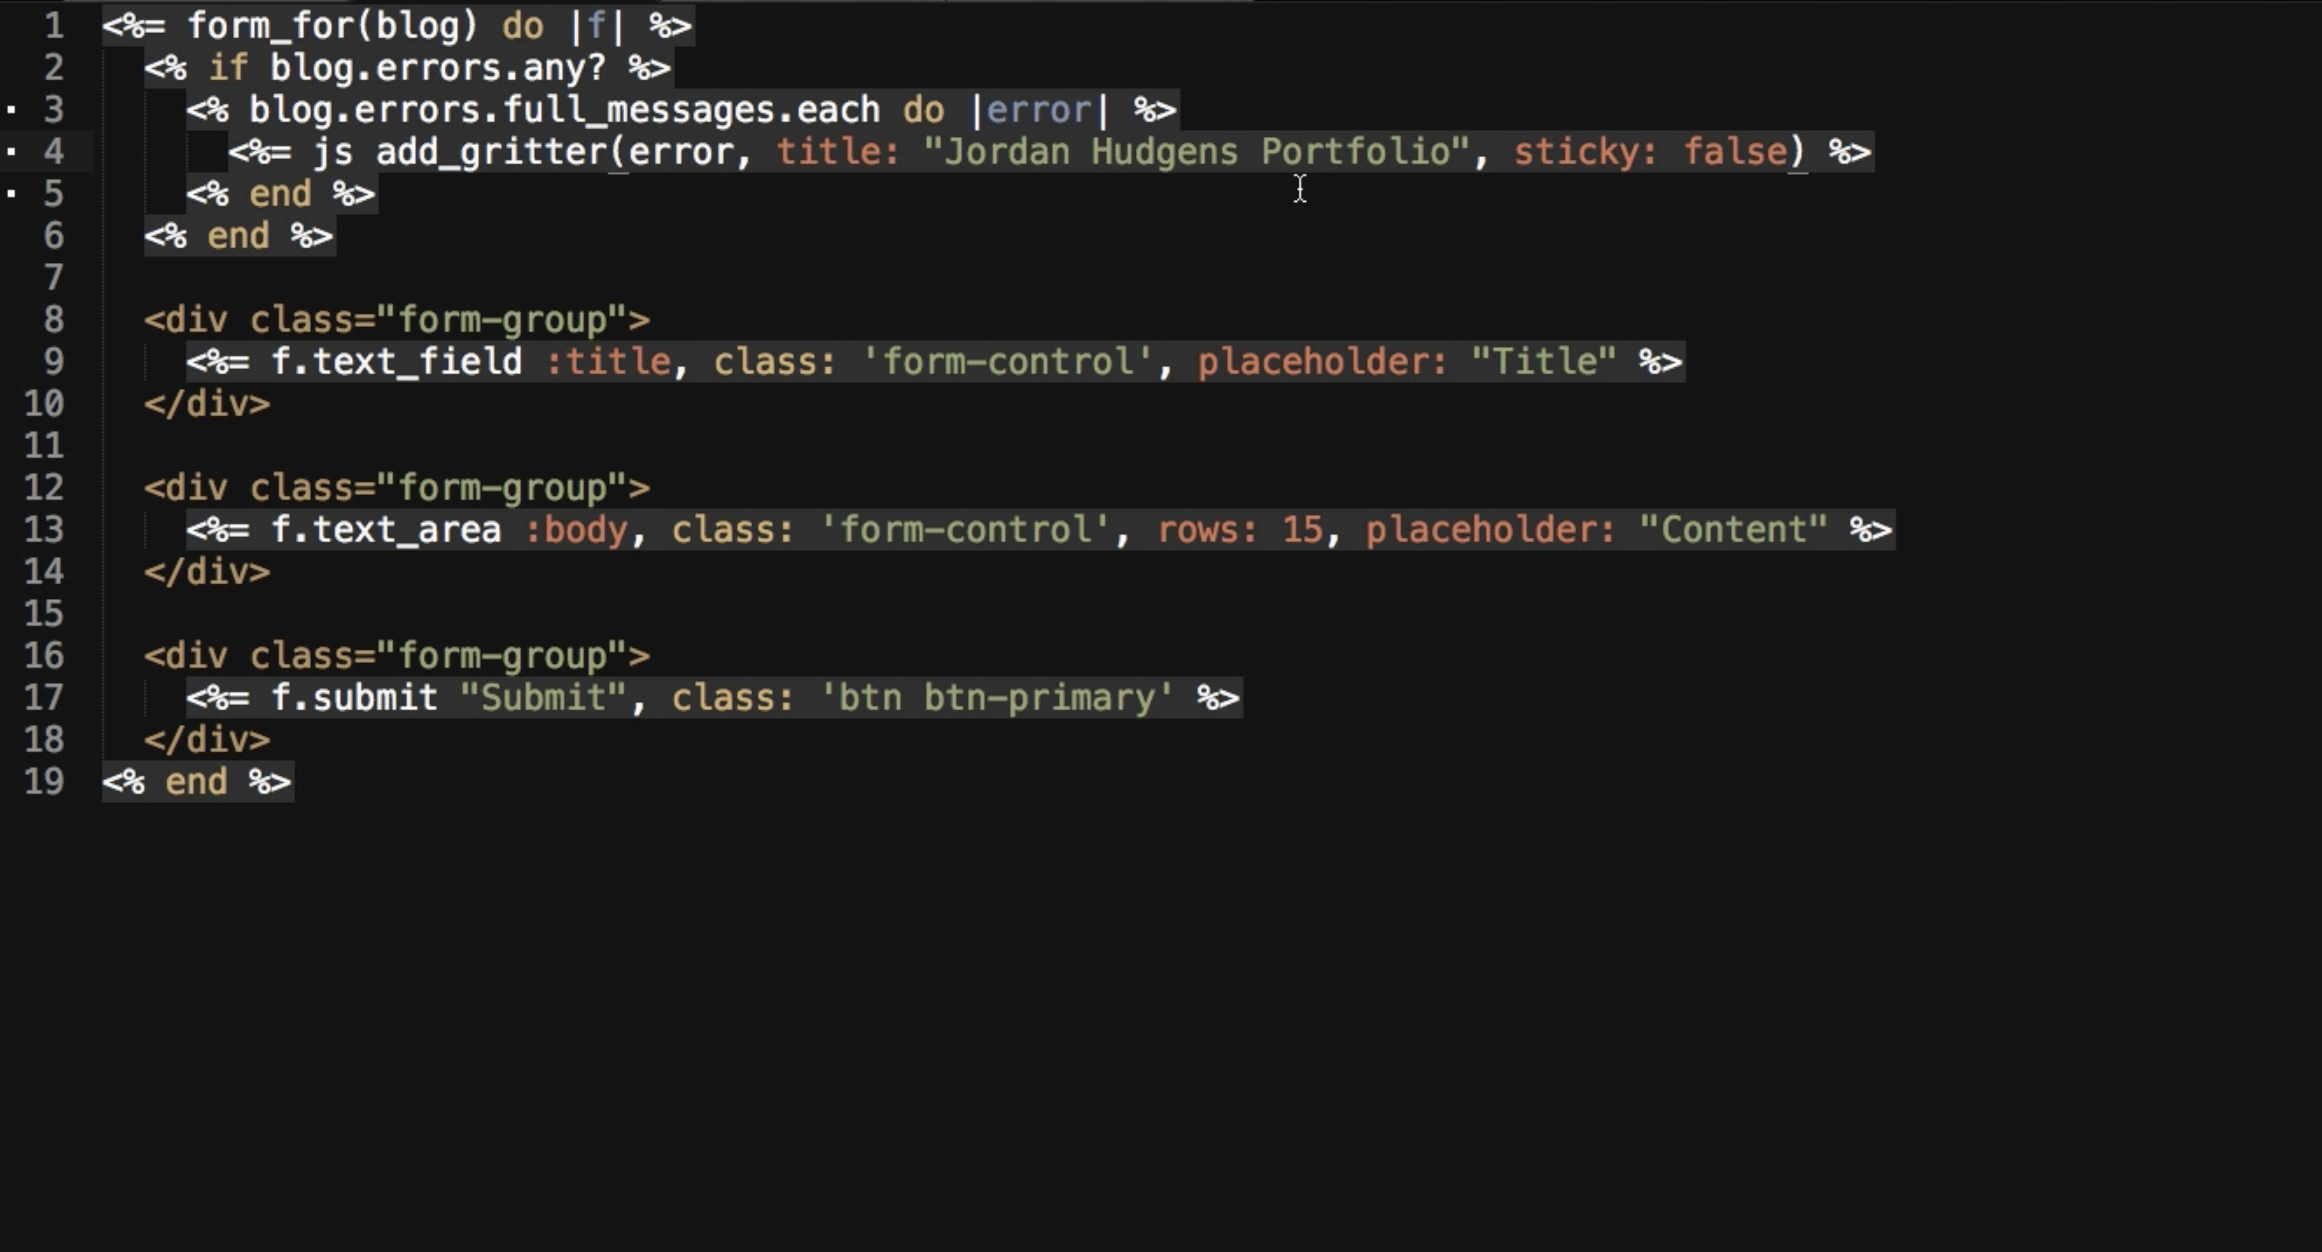 1 <%= form_for(blog) do |f| %>
2   <% if blog.errors.any? %>
3     <% blog.errors.full_messages.each do |error| %>
4       <%= js add_gritter(error, title: "Jordan Hudgens Portfolio", sticky: false) %>
5     <% end %>
6   <% end %>
7
8   <div class="form-group">
9     <%= f.text_field :title, class: 'form-control', placeholder: "Title" %>
10   </div>
11
12   <div class="form-group">
13     <%= f.text_area :body, class: 'form-control', rows: 15, placeholder: "Content" %>
14   </div>
15
16   <div class="form-group">
17     <%= f.submit "Submit", class: 'btn btn-primary' %>
18   </div>
19 <% end %>